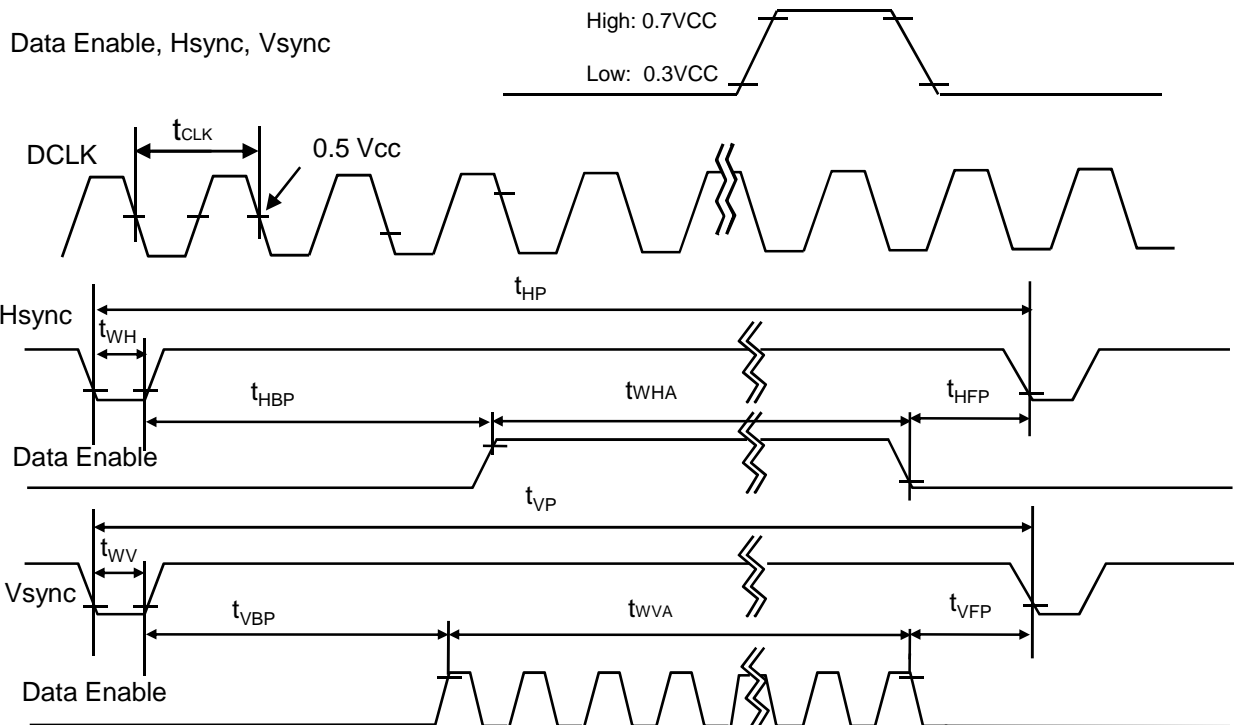 High: 0.7VCC
Data Enable, Hsync, Vsync
Low: 0.3VCC
tCLK
DCLK
0.5 Vcc
tHP
Hsync
tWH
tHBP
tWHA
tHFP
Data Enable
tVP
tWV
Vsync
tVBP
tWVA
tVFP
Data Enable